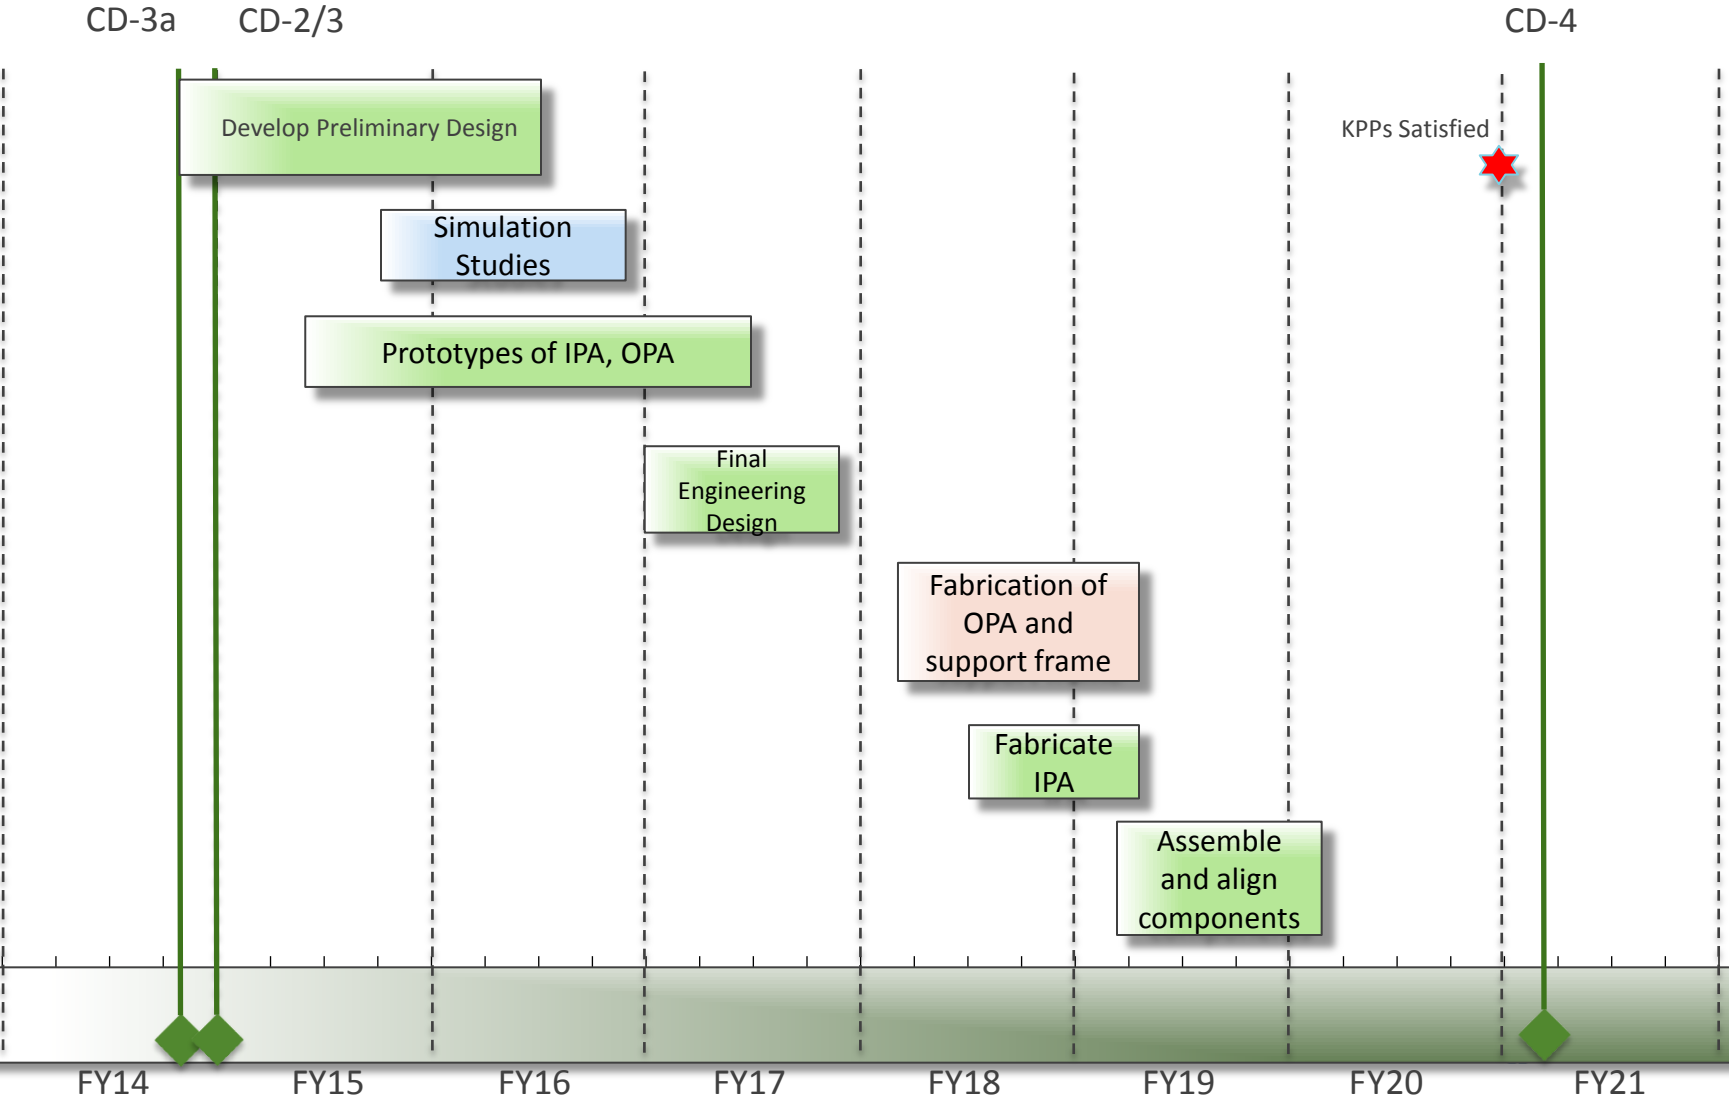 CD-3a
CD-2/3
CD-4
Develop Preliminary Design
KPPs Satisfied
Simulation
Studies
Prototypes of IPA, OPA
Final
Engineering
Design
Fabrication of
OPA and
support frame
Fabricate
IPA
Assemble
and align
components
FY14
FY15
FY16
FY17
FY18
FY19
FY20
FY21